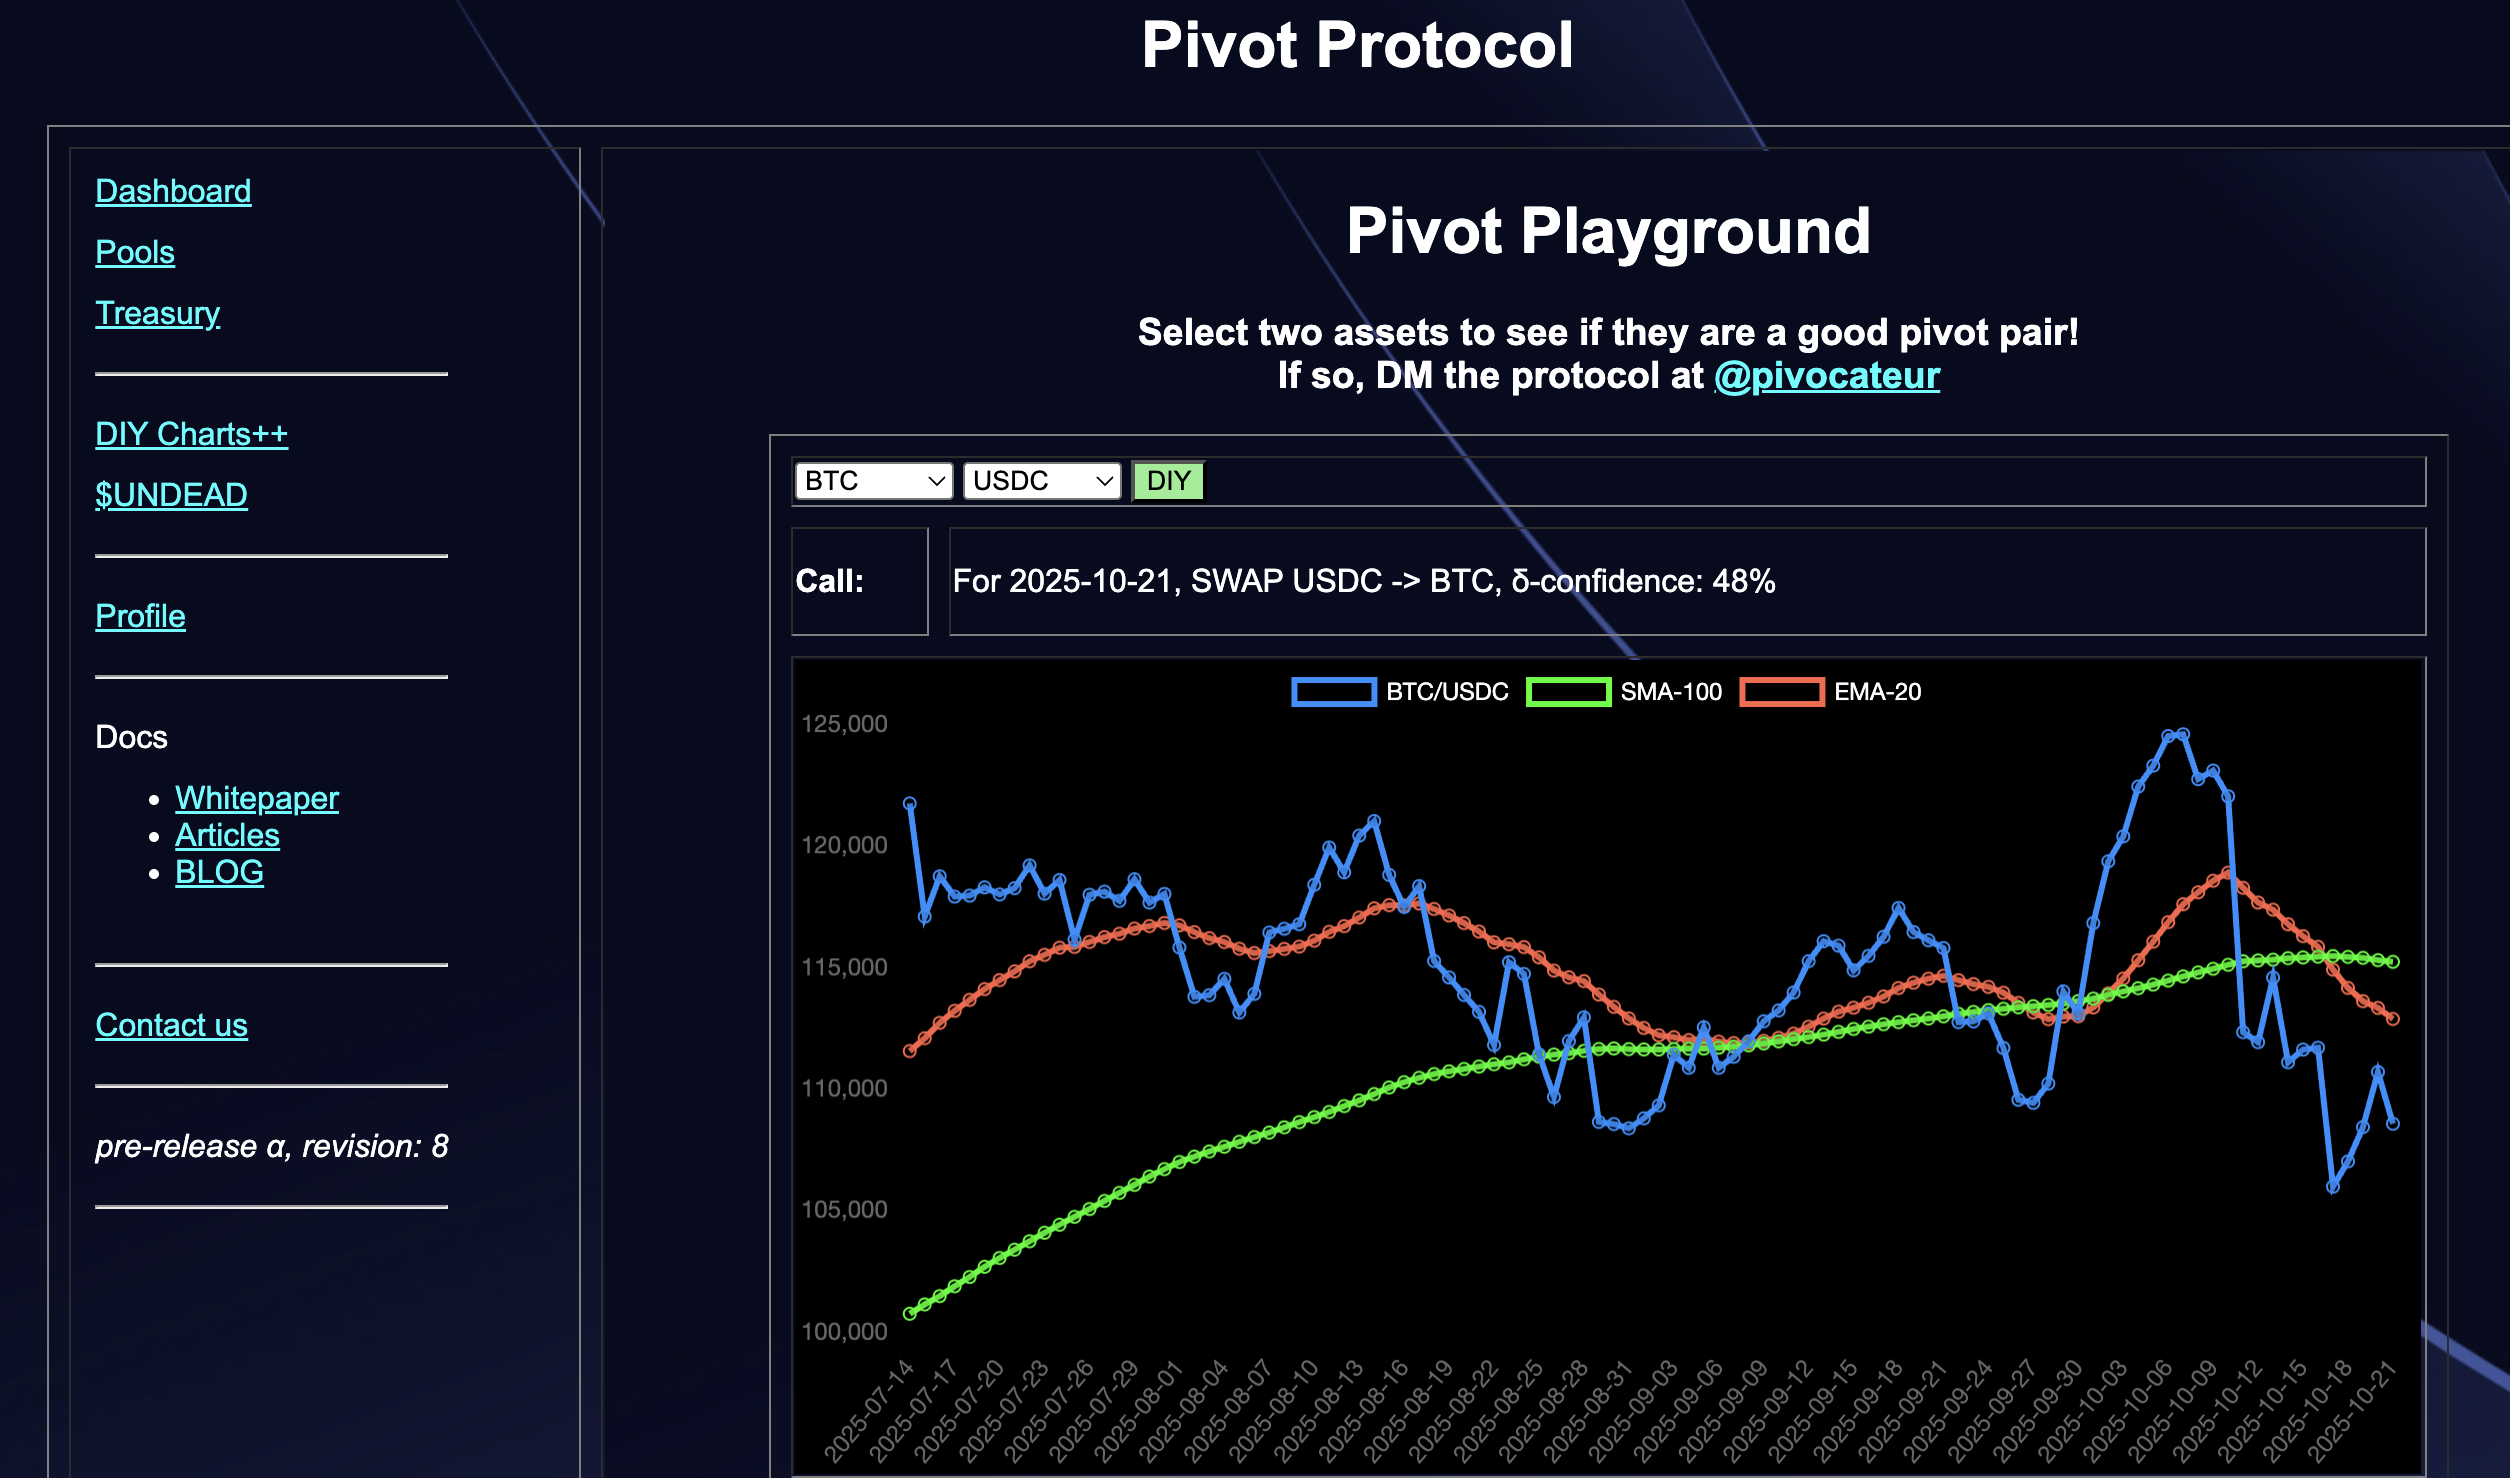 Pivot Protocol
Dashboard
Pools
Treasury
DIY Charts++
$UNDEAD
Profile
Docs
Whitepaper
Articles
BLOG
Contact us
pre-release α, revision: 8
Pivot Playground
Select two assets to see if they are a good pivot pair!
If so, DM the protocol at @pivocateur
BTC USDC DIY
Call: For 2025-10-21, SWAP USDC -> BTC, δ-confidence: 48%
BTC/USDC SMA-100 EMA-20
125,000
120,000
115,000
110,000
105,000
100,000
2025-07-14
2025-07-17
2025-07-20
2025-07-23
2025-07-26
2025-07-29
2025-08-01
2025-08-04
2025-08-07
2025-08-10
2025-08-13
2025-08-16
2025-08-19
2025-08-22
2025-08-25
2025-08-28
2025-08-31
2025-09-03
2025-09-06
2025-09-09
2025-09-12
2025-09-15
2025-09-18
2025-09-21
2025-09-24
2025-09-27
2025-09-30
2025-10-03
2025-10-06
2025-10-09
2025-10-12
2025-10-15
2025-10-18
2025-10-21